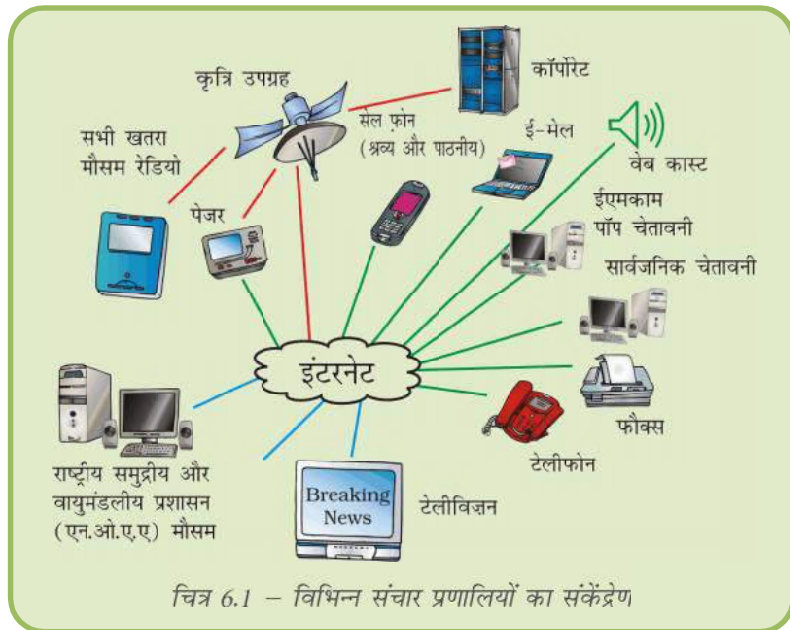 कृत्रि उपग्रह
कॉर्पोरेट
सभी खतरा
मौसम रेडियो
सेल फ़ोन
(श्रव्य और पाठनीय)
ई-मेल
वेब कास्ट
पेजर
ईएमकाम
पॉप चेतावनी
सार्वजनिक चेतावनी
इंटरनेट
फौक्स
टेलीफोन
राष्ट्रीय समुद्रीय और
वायुमंडलीय प्रशासन
(एन.ओ.ए.ए) मौसम
Breaking
News
टेलीविज़न
चित्र 6.1 – विभिन्न संचार प्रणालियों का संकेंद्रेण